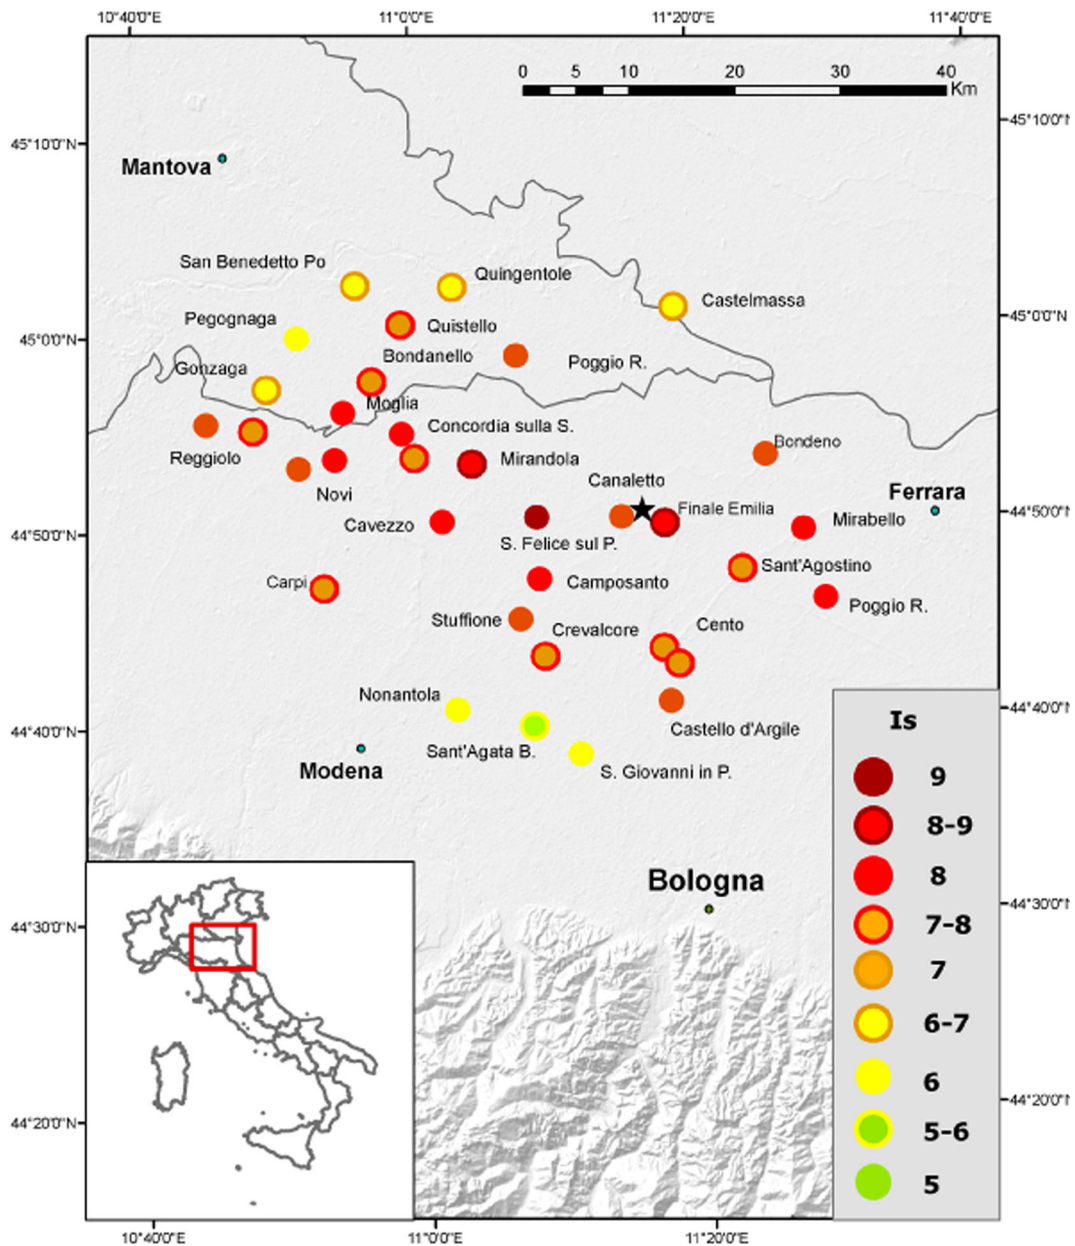 10°40'0"E 11°0'0"E 11°20'0"E 11°40'0"E
0 5 10 20 30 40
Km
45°10'0"N
45°10'0"N
Mantova
San Benedetto Po
Quingentole
Castelmassa
45°0'0"N
Pegognaga
Quistello
45°0'0"N
Bondanello
Poggio R.
Gonzaga
Moglia
Concordia sulla S.
Bondeno
Reggiolo
Mirandola
Canaletto
Ferrara
Novi
Finale Emilia
44°50'0"N
Mirabello
Cavezzo
44°50'0"N
S. Felice sul P.
Sant'Agostino
Carpi
Camposanto
Poggio R.
Stuffione
Crevalcore
Cento
Nonantola
44°40'0"N
Castello d'Argile
44°40'0"N
Sant'Agata B.
Modena
S. Giovanni in P.
Is
9
8-9
8
7-8
7
6-7
6
5-6
5
Bologna
44°30'0"N
44°30'0"N
44°20'0"N
44°20'0"N
10°40'0"E 11°0'0"E 11°20'0"E